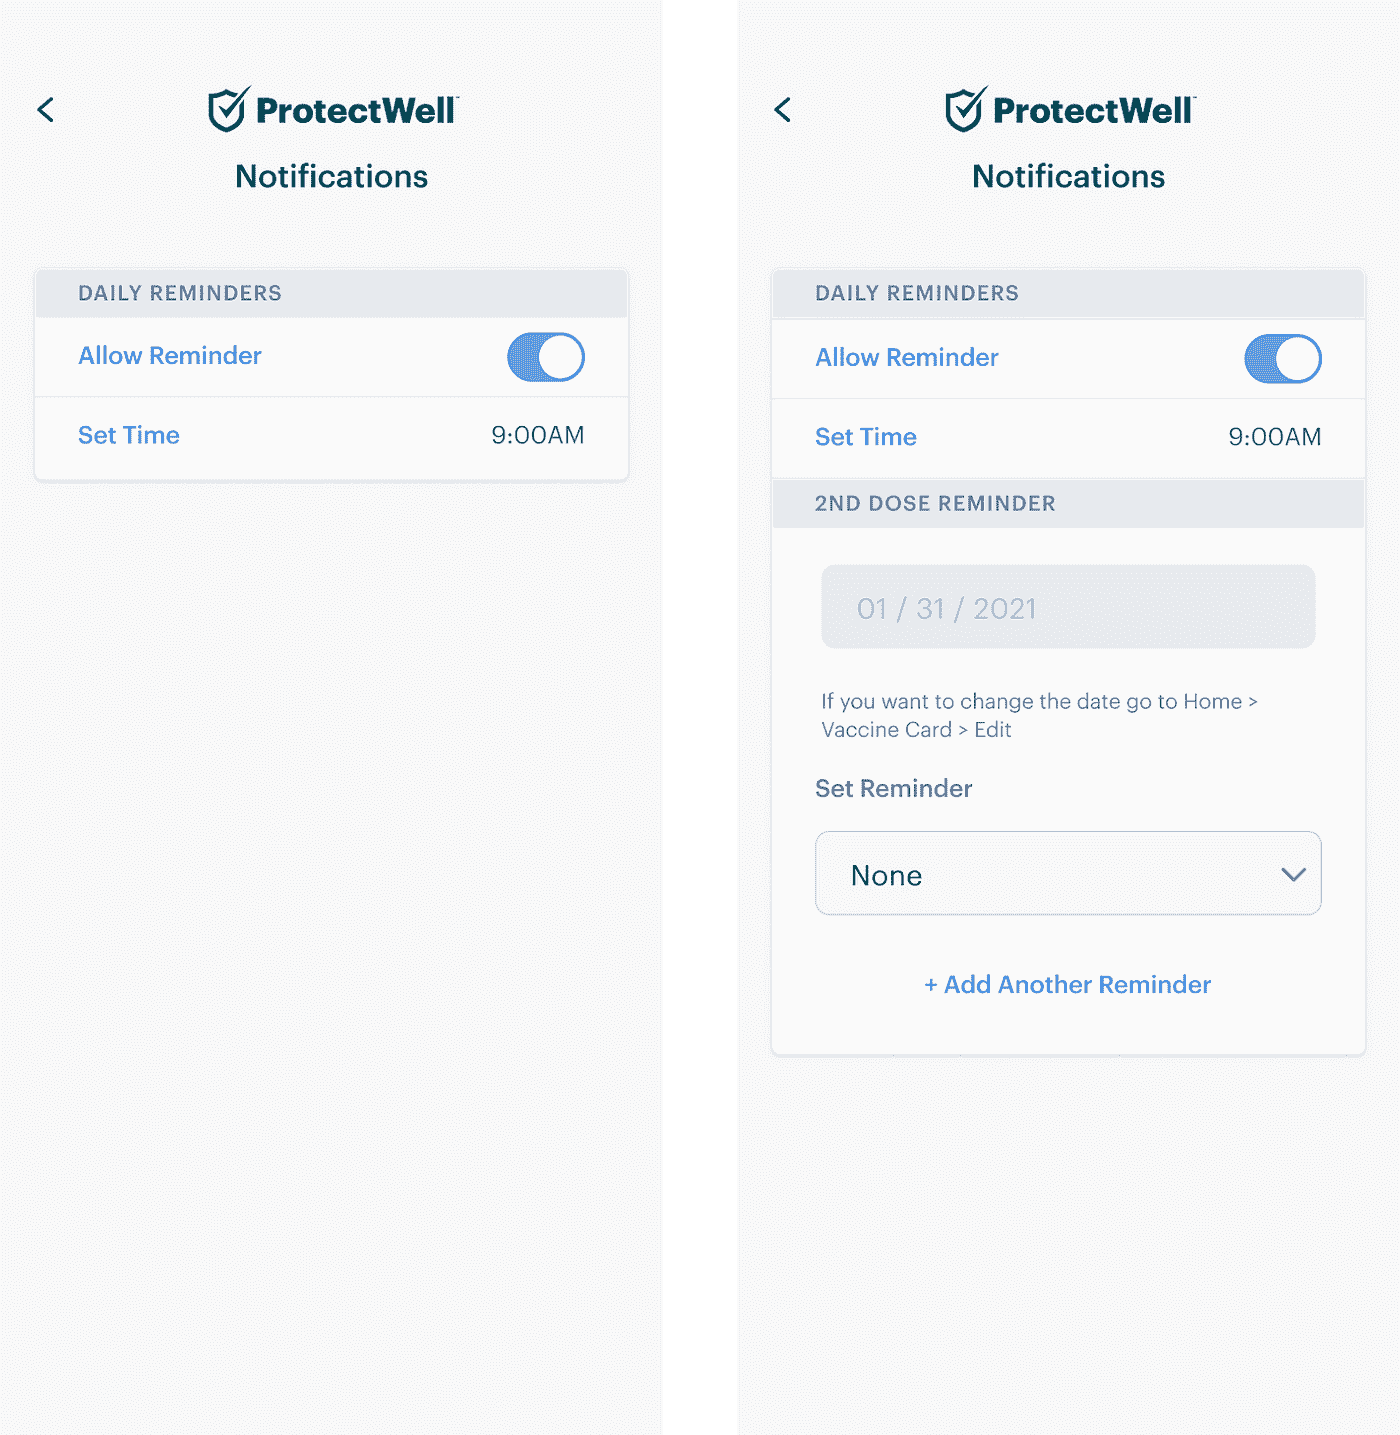 ProtectWell™
Notifications
DAILY REMINDERS
Allow Reminder
Set Time 9:00AM
ProtectWell™
Notifications
DAILY REMINDERS
Allow Reminder
Set Time 9:00AM
2ND DOSE REMINDER
01 / 31 / 2021
If you want to change the date go to Home >
Vaccine Card > Edit
Set Reminder
None
+ Add Another Reminder